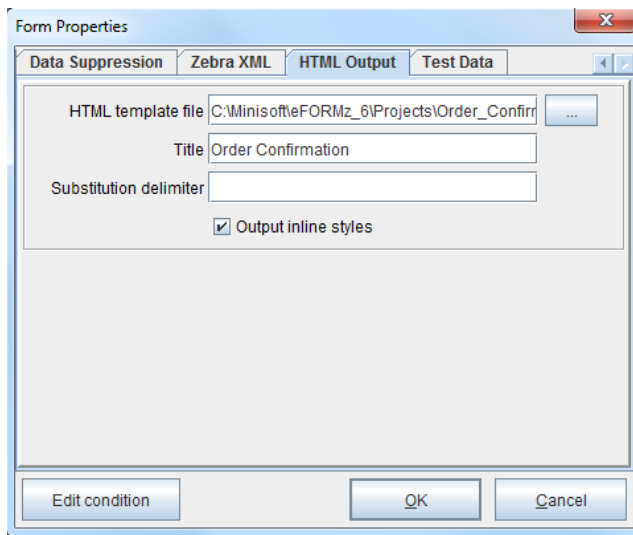 Form Properties
Data Suppression Zebra XML HTML Output Test Data
HTML template file C:\Minisoft\eFORMz_6\Projects\Order_Confirr ...
Title Order Confirmation
Substitution delimiter
Output inline styles
Edit condition OK Cancel